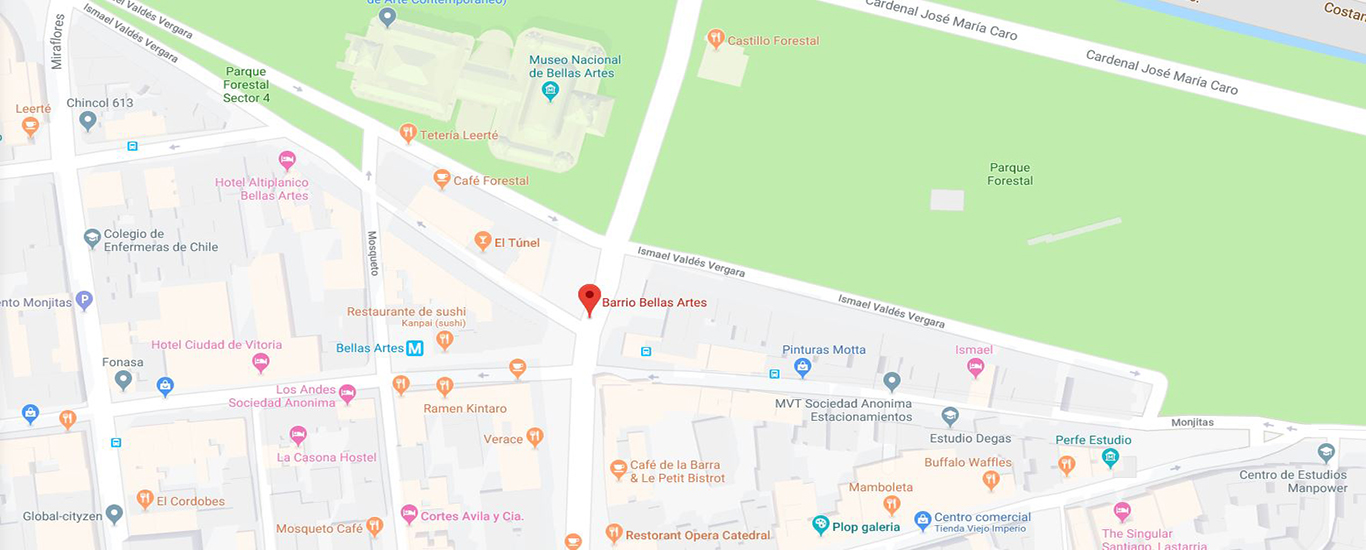 de Arte Contemporáneo)
Cardenal José María Caro
Costan
Ismael Valdés Vergara
Ismael Valdés Vergara
Miraflores
Castillo Forestal
Museo Nacional
de Bellas Artes
Cardenal José María Caro
Parque
Forestal
Sector 4
Chincol 613
Leerté
Tetería Leerté
Parque
Forestal
Hotel Altiplanico
Bellas Artes
Café Forestal
Colegio de
Enfermeras de Chile
Mosqueto
El Túnel
Ismael Valdés Vergara
Ismael Valdés Vergara
nto Monjitas
P
Barrio Bellas Artes
Restaurante de sushi
Kanpai (sushi)
Hotel Ciudad de Vitoria
Bellas Artes M
Pinturas Motta
Ismael
Fonasa
Los Andes
Sociedad Anonima
Ramen Kintaro
MVT Sociedad Anonima
Estacionamientos
Monjitas
Verace
Estudio Degas
Perfe Estudio
La Casona Hostel
Café de la Barra
& Le Petit Bistrot
Buffalo Waffles
Centro de Estudios
Manpower
Mamboleta
El Cordobes
Global-cityzen
Mosqueto Café
Cortes Avila y Cia.
Restorant Opera Catedral
Plop galeria
Centro comercial
Tienda Viejo Imperio
The Singular
Santiago, Lastarria